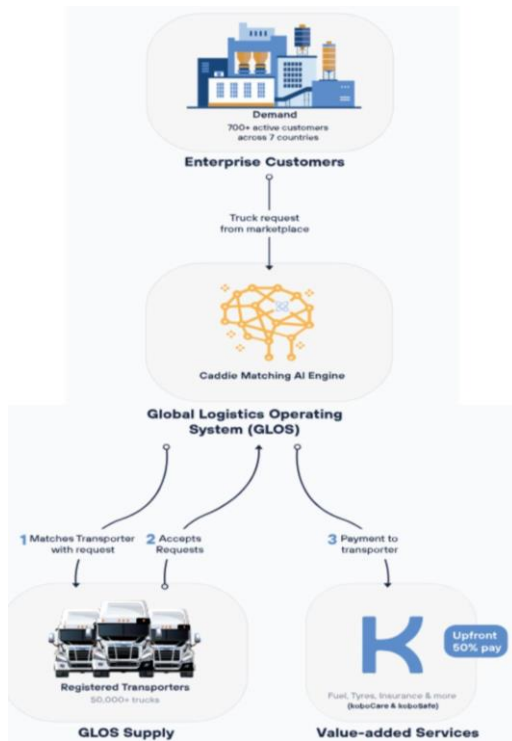 Demand
700+ active customers
across 7 countries
Enterprise Customers
Truck request
from marketplace
Caddie Matching AI Engine
Global Logistics Operating
System (GLOS)
1 Matches Transporter
with request
2 Accepts
Requests
3 Payment to
transporter
Registered Transporters
50,000+ trucks
GLOS Supply
Upfront
50% pay
Fuel, Tyres, Insurance & more
(koboCare & koboSafe)
Value-added Services